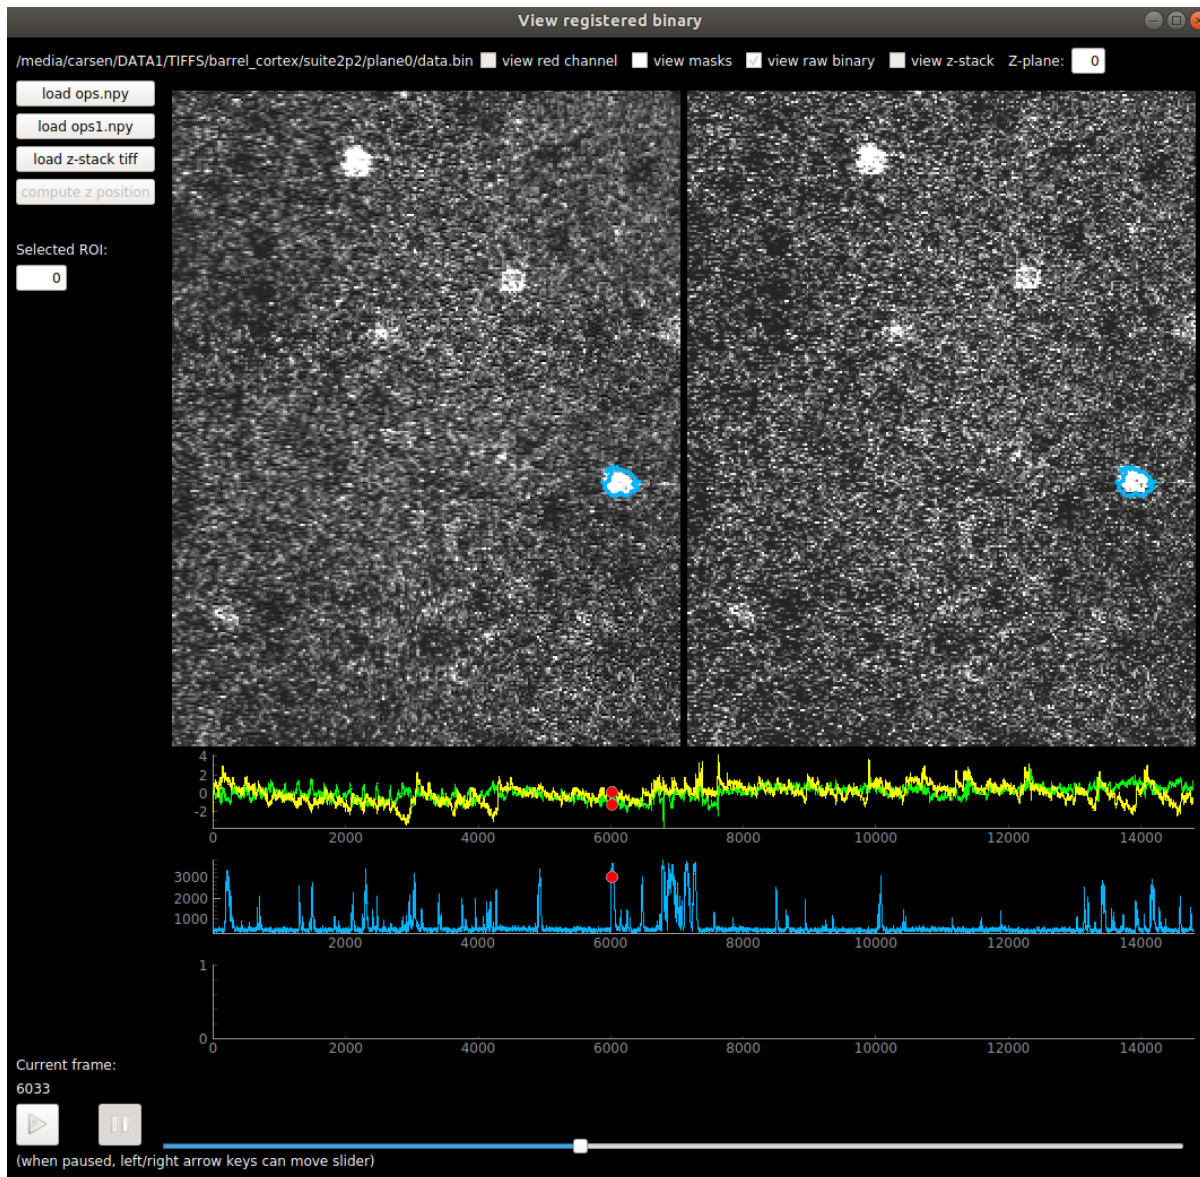 View registered binary
/media/carsen/DATA1/TIFFS/barrel_cortex/suite2p2/plane0/data.bin view red channel view masks view raw binary view z-stack Z-plane: 0
load ops.npy
load ops1.npy
load z-stack tiff
compute z position
Selected ROI:
0
4
2
0
-2
0 2000 4000 6000 8000 10000 12000 14000
3000
2000
1000
2000 4000 6000 8000 10000 12000 14000
1
0
0 2000 4000 6000 8000 10000 12000 14000
Current frame:
6033
(when paused, left/right arrow keys can move slider)